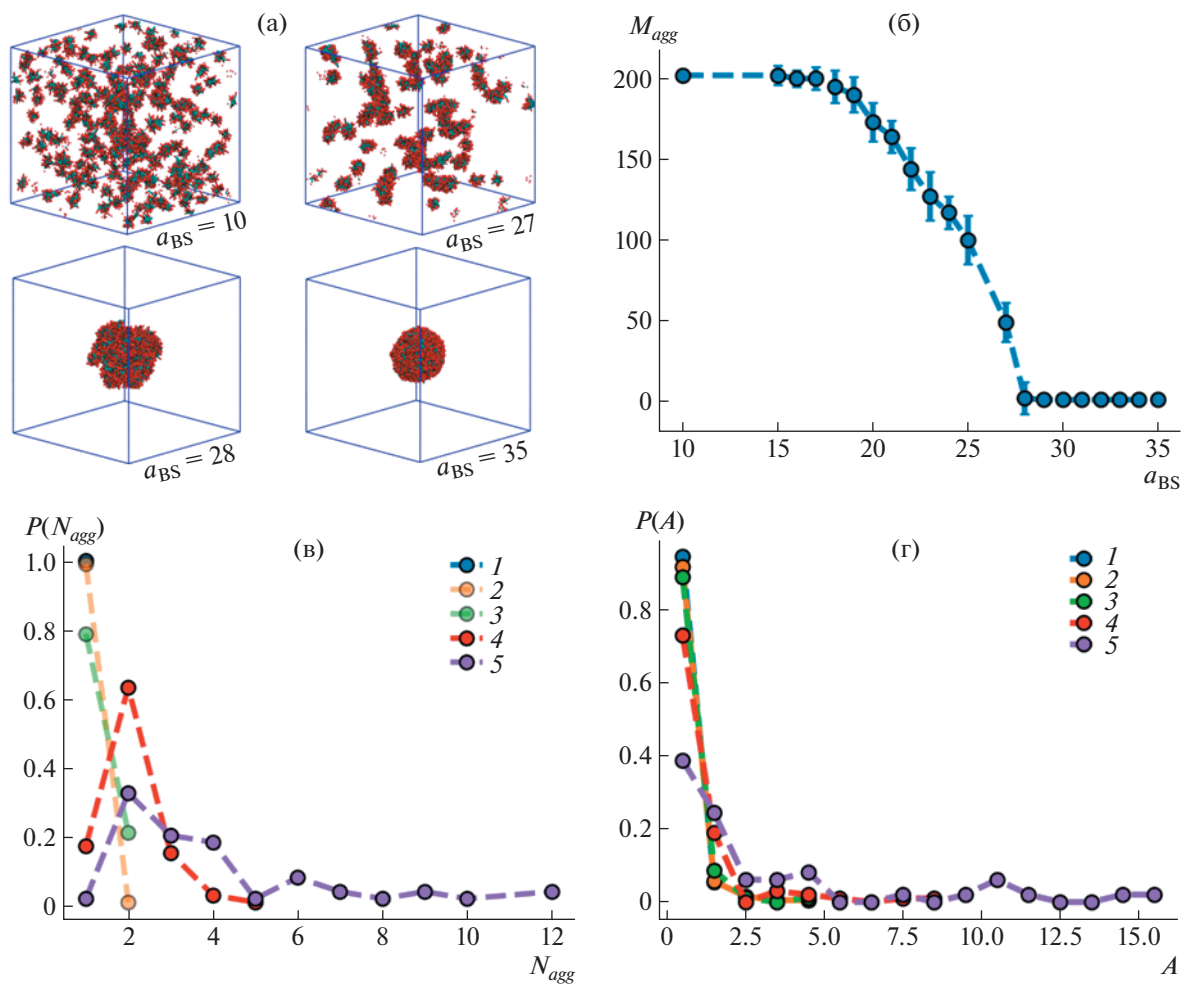 (а)
a_BS = 10
a_BS = 27
a_BS = 28
a_BS = 35
(б)
M_agg
200
150
100
50
0
10 15 20 25 30 35
a_BS
(в)
P(N_agg)
1.0
0.8
0.6
0.4
0.2
0
2 4 6 8 10 12
N_agg
1
2
3
4
5
(г)
P(A)
0.8
0.6
0.4
0.2
0
0 2.5 5.0 7.5 10.0 12.5 15.0
A
1
2
3
4
5